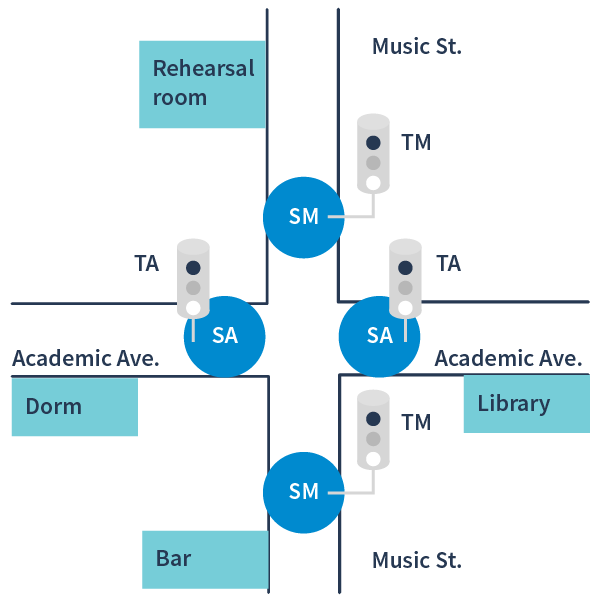 Music St.
Rehearsal
room
TM
SM
TA
TA
SA
SA
Academic Ave.
Academic Ave.
Dorm
Library
TM
SM
Bar
Music St.